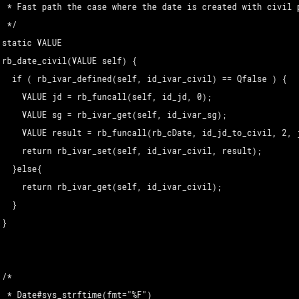 * Fast path the case where the date is created with civil
*/
static VALUE
rb_date_civil(VALUE self) {
if ( rb_ivar_defined(self, id_ivar_civil) == Qfalse ) {
VALUE jd = rb_funcall(self, id_jd, 0);
VALUE sg = rb_ivar_get(self, id_ivar_sg);
VALUE result = rb_funcall(rb_cDate, id_jd_to_civil, 2,
return rb_ivar_set(self, id_ivar_civil, result);
}else{
return rb_ivar_get(self, id_ivar_civil);
}
}
/*
* Date#sys_strftime(fmt="%F")